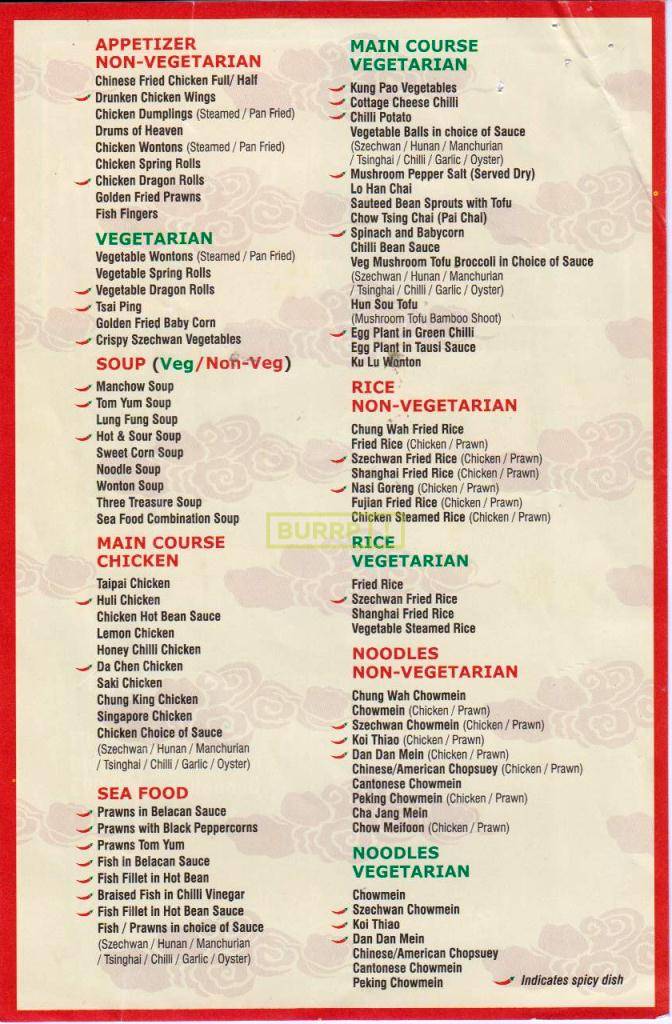 APPETIZER
NON-VEGETARIAN
Chinese Fried Chicken Full/ Half
Drunken Chicken Wings
Chicken Dumplings (Steamed / Pan Fried)
Drums of Heaven
Chicken Wontons (Steamed / Pan Fried)
Chicken Spring Rolls
Chicken Dragon Rolls
Golden Fried Prawns
Fish Fingers
VEGETARIAN
Vegetable Wontons (Steamed / Pan Fried)
Vegetable Spring Rolls
Vegetable Dragon Rolls
Tsai Ping
Golden Fried Baby Corn
Crispy Szechwan Vegetables
SOUP (Veg/Non-Veg)
Manchow Soup
Tom Yum Soup
Lung Fung Soup
Hot & Sour Soup
Sweet Corn Soup
Noodle Soup
Wonton Soup
Three Treasure Soup
Sea Food Combination Soup
MAIN COURSE
CHICKEN
Taipai Chicken
Huli Chicken
Chicken Hot Bean Sauce
Lemon Chicken
Honey Chilli Chicken
Da Chen Chicken
Saki Chicken
Chung King Chicken
Singapore Chicken
Chicken Choice of Sauce
(Szechwan / Hunan / Manchurian
/ Tsinghai / Chilli / Garlic / Oyster)
SEA FOOD
Prawns in Belacan Sauce
Prawns with Black Peppercorns
Prawns Tom Yum
Fish in Belacan Sauce
Fish Fillet in Hot Bean
Braised Fish in Chilli Vinegar
Fish Fillet in Hot Bean Sauce
Fish / Prawns in choice of Sauce
(Szechwan / Hunan / Manchurian
/ Tsinghai / Chilli / Garlic / Oyster)
MAIN COURSE
VEGETARIAN
Kung Pao Vegetables
Cottage Cheese Chilli
Chilli Potato
Vegetable Balls in choice of Sauce
(Szechwan / Hunan / Manchurian
/ Tsinghai / Chilli / Garlic / Oyster)
Mushroom Pepper Salt (Served Dry)
Lo Han Chai
Sauteed Bean Sprouts with Tofu
Chow Tsing Chai (Pai Chai)
Spinach and Babycorn
Chilli Bean Sauce
Veg Mushroom Tofu Broccoli in Choice of Sauce
(Szechwan / Hunan / Manchurian
/ Tsinghai / Chilli / Garlic / Oyster)
Hun Sou Tofu
(Mushroom Tofu Bamboo Shoot)
Egg Plant in Green Chilli
Egg Plant in Tausi Sauce
Ku Lu Wonton
RICE
NON-VEGETARIAN
Chung Wah Fried Rice
Fried Rice (Chicken / Prawn)
Szechwan Fried Rice (Chicken / Prawn)
Shanghai Fried Rice (Chicken / Prawn)
Nasi Goreng (Chicken / Prawn)
Fujian Fried Rice (Chicken / Prawn)
Chicken Steamed Rice (Chicken / Prawn)
RICE
VEGETARIAN
Fried Rice
Szechwan Fried Rice
Shanghai Fried Rice
Vegetable Steamed Rice
NOODLES
NON-VEGETARIAN
Chung Wah Chowmein
Chowmein (Chicken / Prawn)
Szechwan Chowmein (Chicken / Prawn)
Koi Thiao (Chicken / Prawn)
Dan Dan Mein (Chicken / Prawn)
Chinese/American Chopsuey (Chicken / Prawn)
Cantonese Chowmein
Peking Chowmein (Chicken / Prawn)
Cha Jang Mein
Chow Meifoon (Chicken / Prawn)
NOODLES
VEGETARIAN
Chowmein
Szechwan Chowmein
Koi Thiao
Dan Dan Mein
Chinese/American Chopsuey
Cantonese Chowmein
Peking Chowmein
Indicates spicy dish